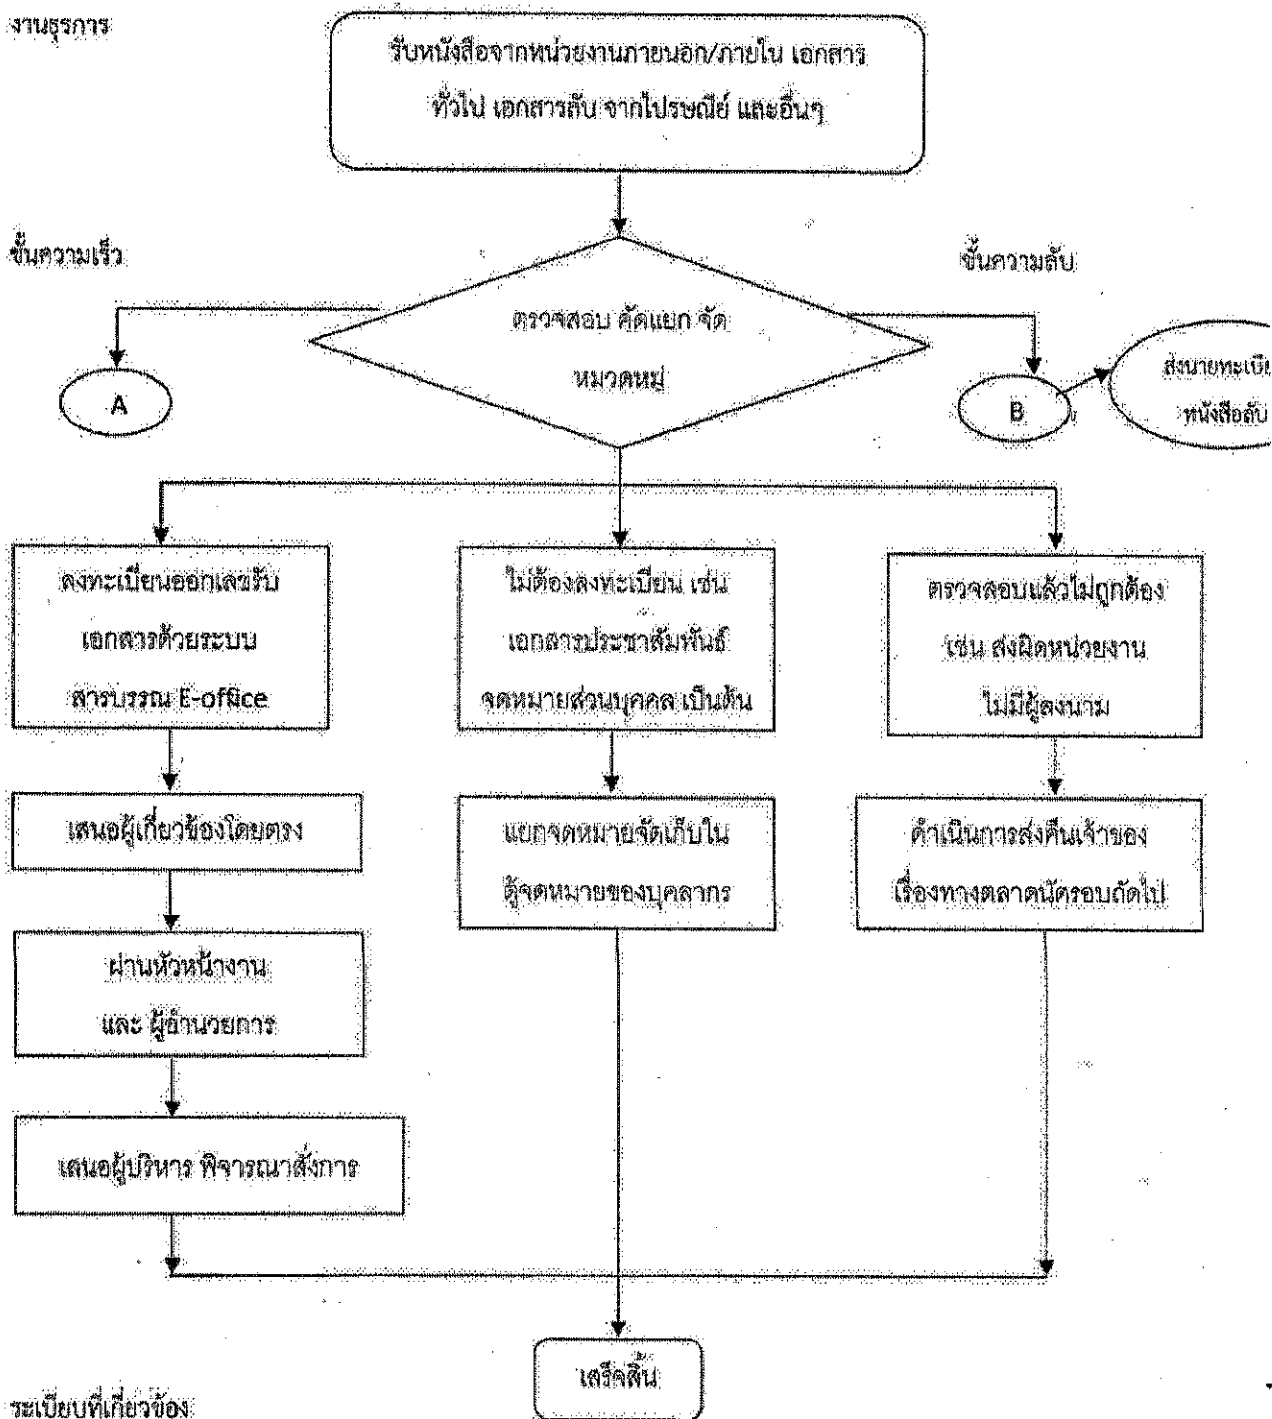 งานธุรการ
รับหนังสือจากหน่วยงานภายนอก/ภายใน เอกสาร
ทั่วไป เอกสารลับ จากไปรษณีย์ และอื่นๆ
ชั้นความเร็ว
ชั้นความลับ
ตรวจสอบ คัดแยก จัด
หมวดหมู่
A
B
ส่งนายทะเบีย
หนังสือลับ
ลงทะเบียนออกเลขรับ
เอกสารด้วยระบบ
สารบรรณ E-office
ไม่ต้องลงทะเบียน เช่น
เอกสารประชาสัมพันธ์
จดหมายส่วนบุคคล เป็นต้น
ตรวจสอบแล้วไม่ถูกต้อง
เช่น ส่งผิดหน่วยงาน
ไม่มีผู้ลงนาม
เสนอผู้เกี่ยวข้องโดยตรง
แยกจดหมายจัดเก็บใน
ตู้จดหมายของบุคลากร
ดำเนินการส่งคืนเจ้าของ
เรื่องทางตลาดนัดรอบถัดไป
ผ่านหัวหน้างาน
และ ผู้อำนวยการ
เสนอผู้บริหาร พิจารณาสั่งการ
เสร็จสิ้น
ระเบียบที่เกี่ยวข้อง